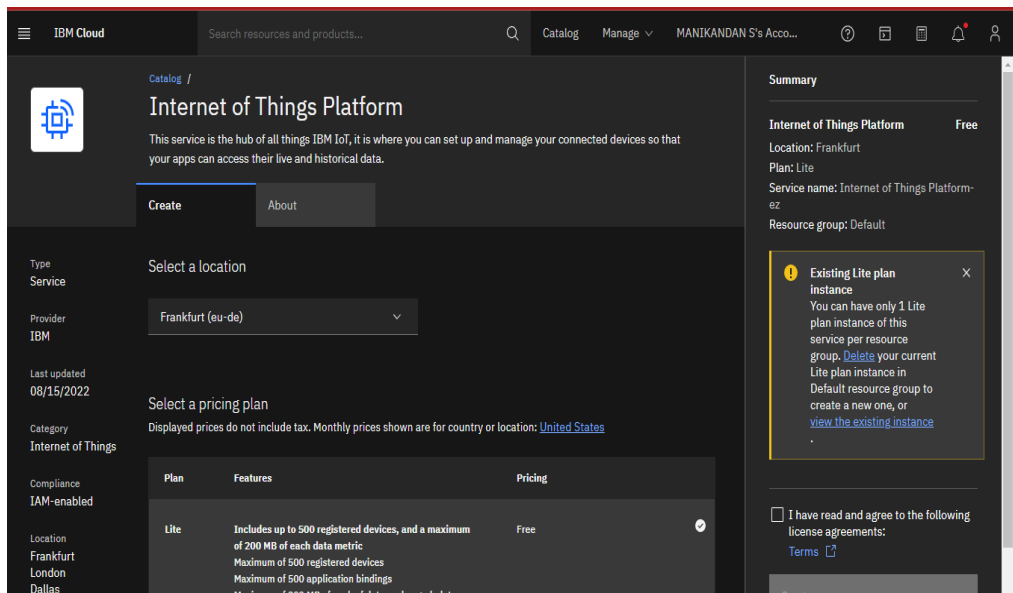 IBM Cloud
Search resources and products...
Catalog
Manage
MANIKANDAN S's Acco...
Catalog /
Internet of Things Platform
This service is the hub of all things IBM IoT, it is where you can set up and manage your connected devices so that
your apps can access their live and historical data.
Create
About
Type
Service
Provider
IBM
Last updated
08/15/2022
Category
Internet of Things
Compliance
IAM-enabled
Location
Frankfurt
London
Dallas
Select a location
Frankfurt (eu-de)
Select a pricing plan
Displayed prices do not include tax. Monthly prices shown are for country or location: United States
Plan Features Pricing
Lite Includes up to 500 registered devices, and a maximum Free
of 200 MB of each data metric
Maximum of 500 registered devices
Maximum of 500 application bindings
Summary
Internet of Things Platform Free
Location: Frankfurt
Plan: Lite
Service name: Internet of Things Platform-
ez
Resource group: Default
Existing Lite plan
instance
You can have only 1 Lite
plan instance of this
service per resource
group. Delete your current
Lite plan instance in
Default resource group to
create a new one, or
view the existing instance
.
I have read and agree to the following
license agreements:
Terms